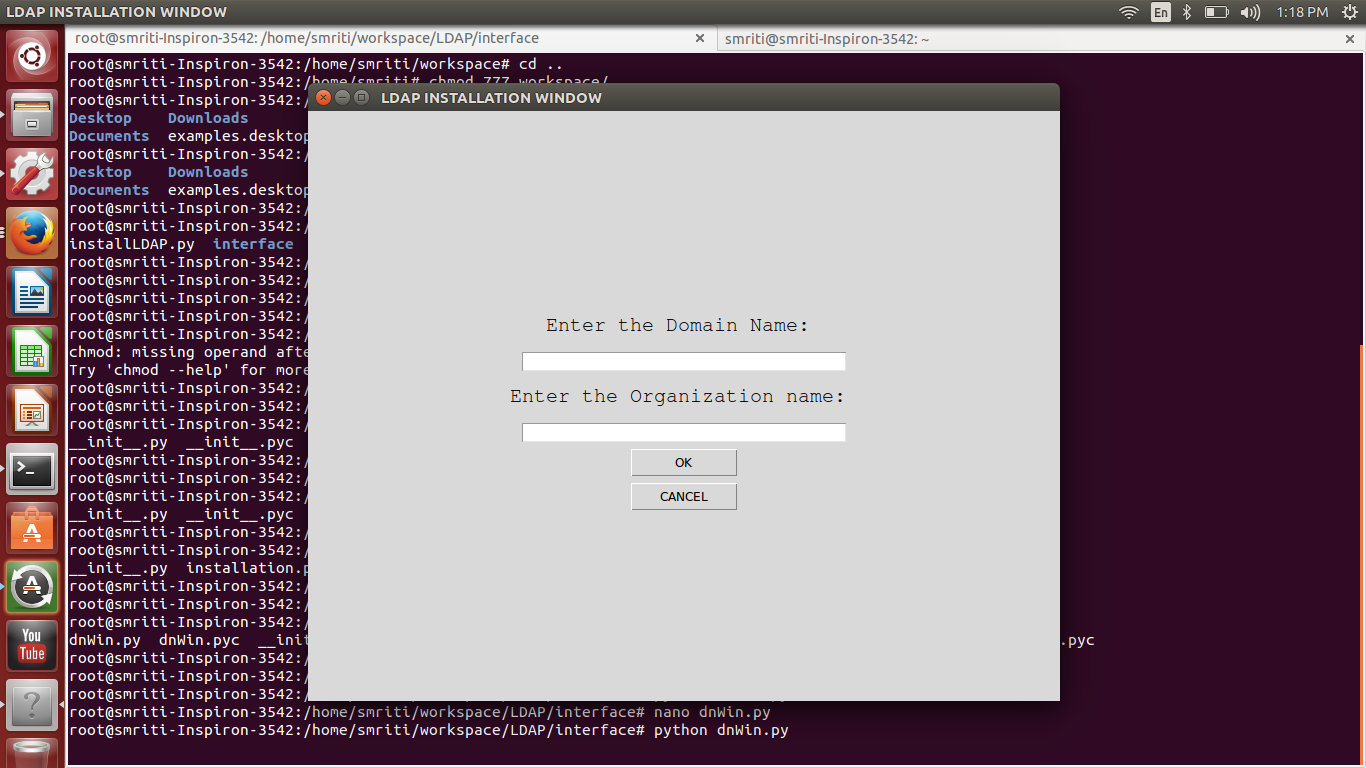 LDAP INSTALLATION WINDOW
En
1:18 PM
root@smriti-Inspiron-3542: /home/smriti/workspace/LDAP/interface
smriti@smriti-Inspiron-3542: ~
root@smriti-Inspiron-3542:/home/smriti/workspace# cd ..
root@smriti-Inspiron-3542:/home/smriti# chmod 777 workspace/
root@smriti-Inspiron-3542:/
Desktop Downloads
Documents examples.desktop
root@smriti-Inspiron-3542:/
Desktop Downloads
Documents examples.desktop
root@smriti-Inspiron-3542:/
root@smriti-Inspiron-3542:/
installLDAP.py interface
root@smriti-Inspiron-3542:/
root@smriti-Inspiron-3542:/
root@smriti-Inspiron-3542:/
root@smriti-Inspiron-3542:/
root@smriti-Inspiron-3542:/
chmod: missing operand afte
Try 'chmod --help' for more
root@smriti-Inspiron-3542:/
root@smriti-Inspiron-3542:/
root@smriti-Inspiron-3542:/
__init__.py __init__.pyc
root@smriti-Inspiron-3542:/
root@smriti-Inspiron-3542:/
root@smriti-Inspiron-3542:/
__init__.py __init__.pyc
root@smriti-Inspiron-3542:/
root@smriti-Inspiron-3542:/
__init__.py installation.p
root@smriti-Inspiron-3542:/
root@smriti-Inspiron-3542:/
root@smriti-Inspiron-3542:/
dnWin.py dnWin.pyc __init .pyc
root@smriti-Inspiron-3542:/
root@smriti-Inspiron-3542:/
root@smriti-Inspiron-3542:/
root@smriti-Inspiron-3542:/home/smriti/workspace/LDAP/interface# nano dnWin.py
root@smriti-Inspiron-3542:/home/smriti/workspace/LDAP/interface# python dnWin.py
LDAP INSTALLATION WINDOW
Enter the Domain Name:
Enter the Organization name:
OK
CANCEL
You
Tube